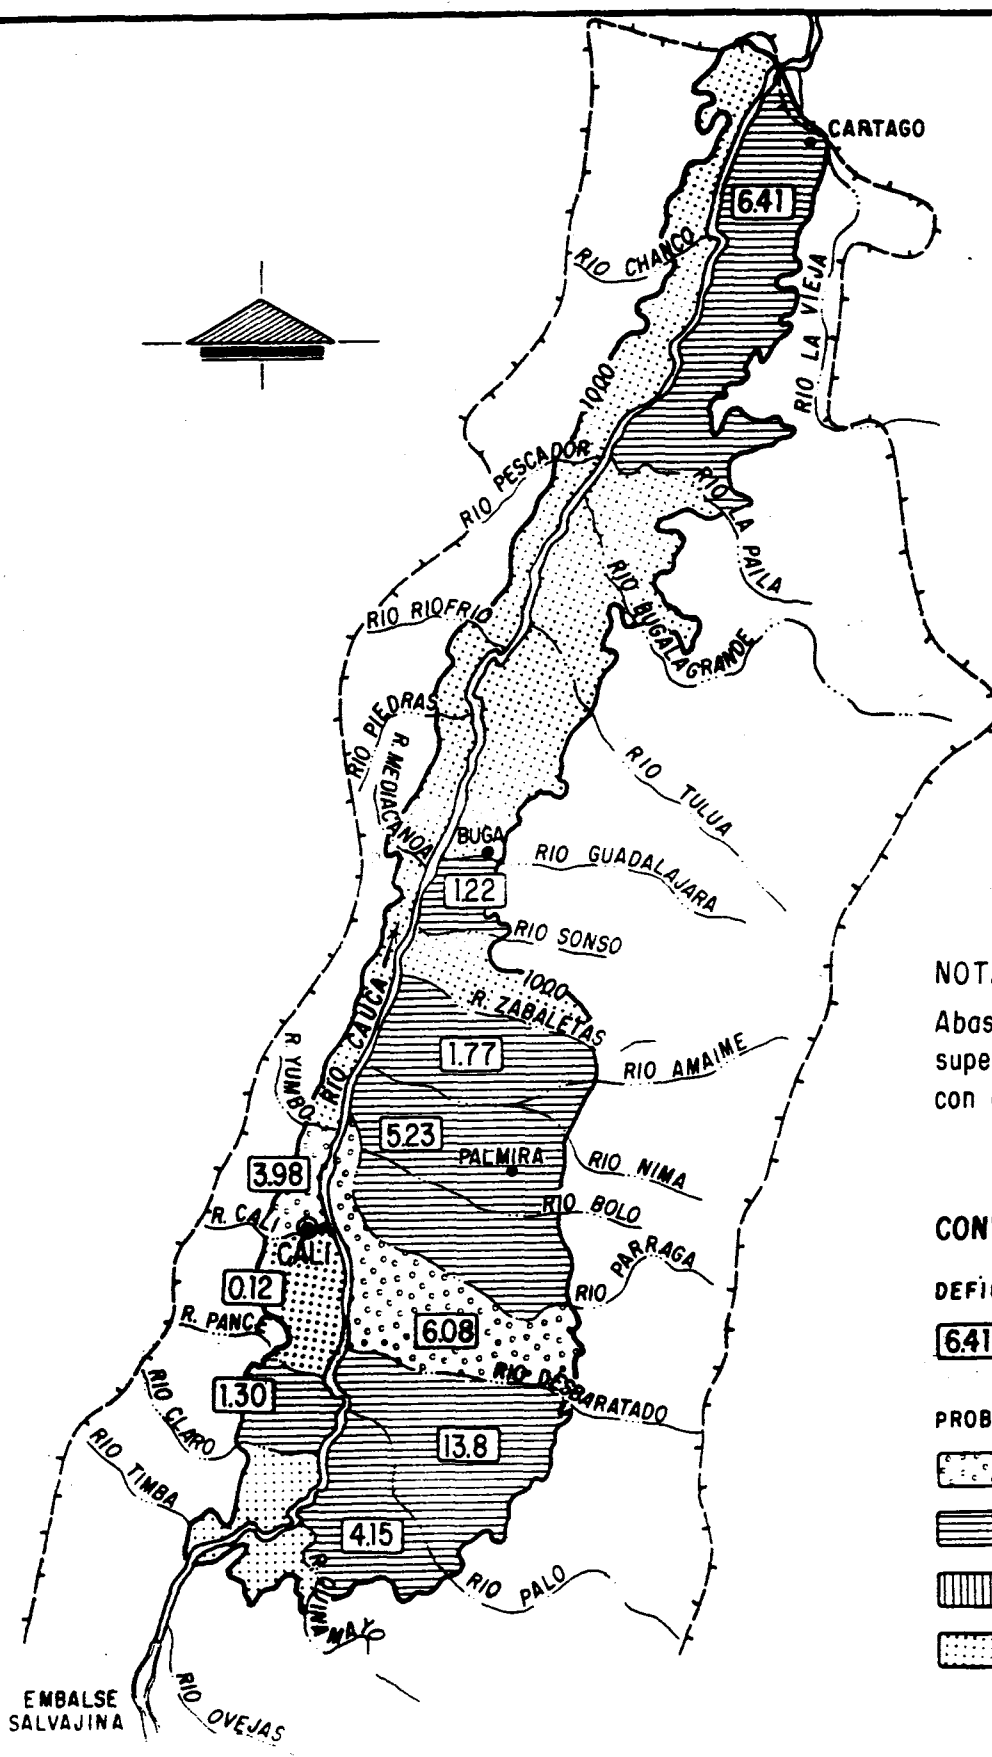 CARTAGO
6.41
RIO CHANCO
RIO LA VIEJA
1000
RIO PESCADOR
RIO LA PAILA
RIO RIOFRIO
RIO BUGALAGRANDE
RIO PIEDRAS
R. MEDIACANOA
RIO TULUA
BUGA
RIO GUADALAJARA
1.22
RIO SONSO
1000
R. ZABALETAS
RIO CAUCA
R YUMBO
1.77
RIO AMAIME
5.23
PALMIRA
RIO NIMA
3.98
RIO BOLO
R. CALI
CALI
RIO PARRAGA
0.12
R. PANCE
6.08
RIO DESBARATADO
1.30
RIO CLARO
13.8
RIO TIMBA
4.15
R. QUINAMAYO
RIO PALO
EMBALSE
SALVAJINA
RIO OVEJAS
NOT
Abas
supe
con
CON
DEFI
6.41
PROB